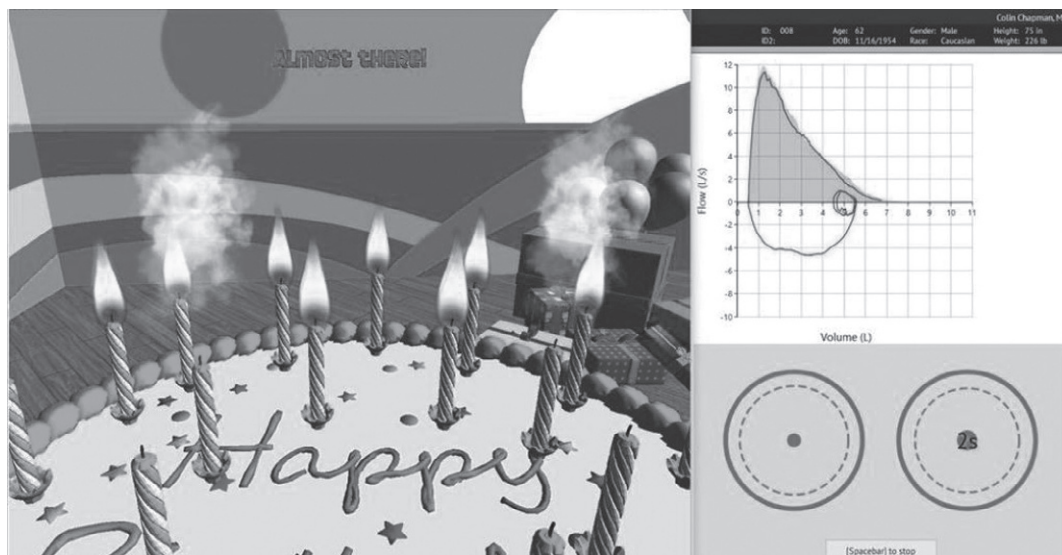 ALMOST THERE!
Happy
Colin Chapman, M
ID: 008 Age: 62 Gender: Male Height: 75 in
ID2: DOB: 11/16/1954 Race: Caucasian Weight: 226 lb
12
10
8
6
4
2
0
-2
-4
-6
-8
-10
0 1 2 3 4 5 6 7 8 9 10 11
Flow (L/s)
Volume (L)
2s
[Spacebar] to stop